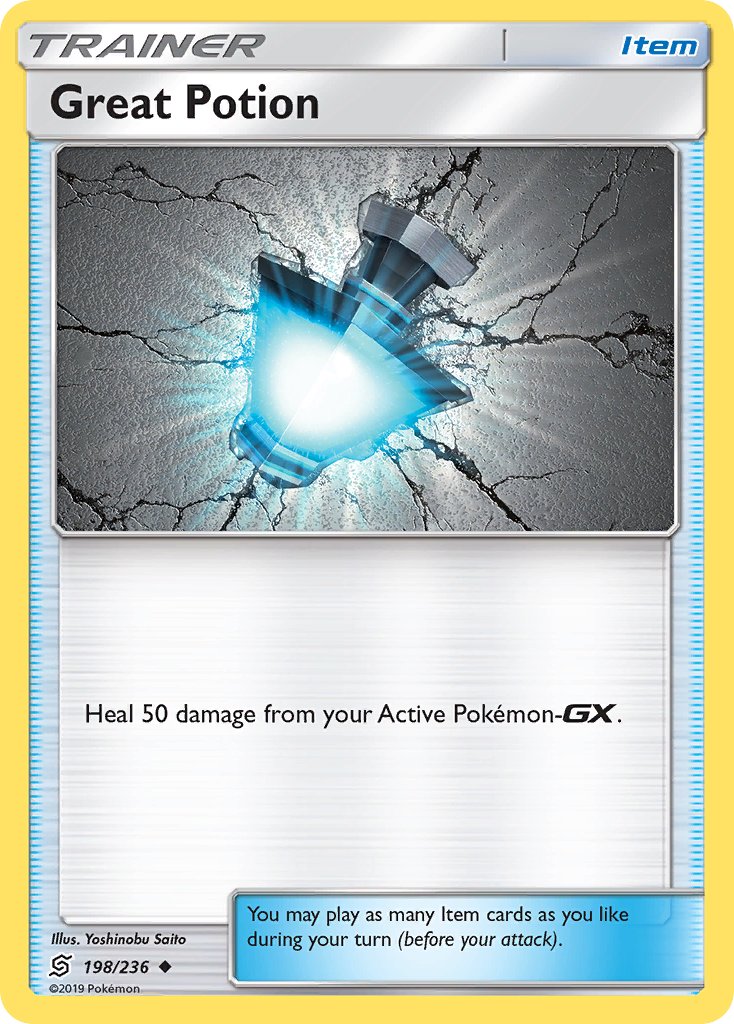 TRAINER
Item
Great Potion
Heal 50 damage from your Active Pokémon-GX.
You may play as many Item cards as you like
during your turn (before your attack).
Illus. Yoshinobu Saito
198/236 ◆
©2019 Pokémon